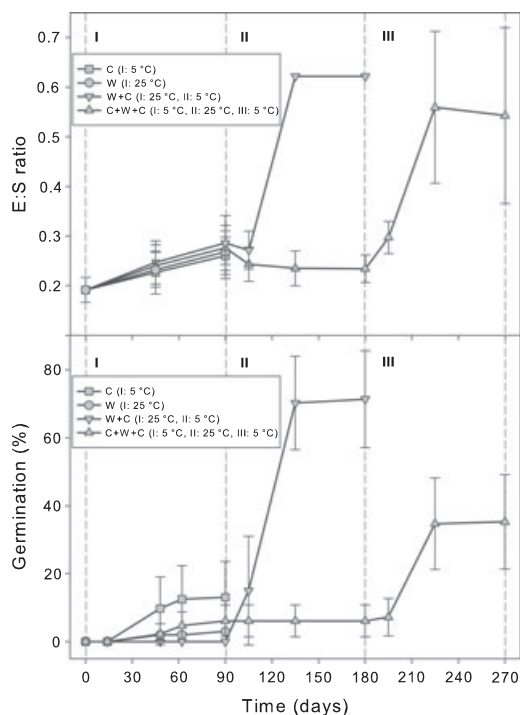 0.7
0.6
0.5
0.4
0.3
0.2
E:S ratio
I
II
III
C (I: 5 °C)
W (I: 25 °C)
W+C (I: 25 °C, II: 5 °C)
C+W+C (I: 5 °C, II: 25 °C, III: 5 °C)
80
60
40
20
0
Germination (%)
I
II
III
C (I: 5 °C)
W (I: 25 °C)
W+C (I: 25 °C, II: 5 °C)
C+W+C (I: 5 °C, II: 25 °C, III: 5 °C)
0 30 60 90 120 150 180 210 240 270
Time (days)